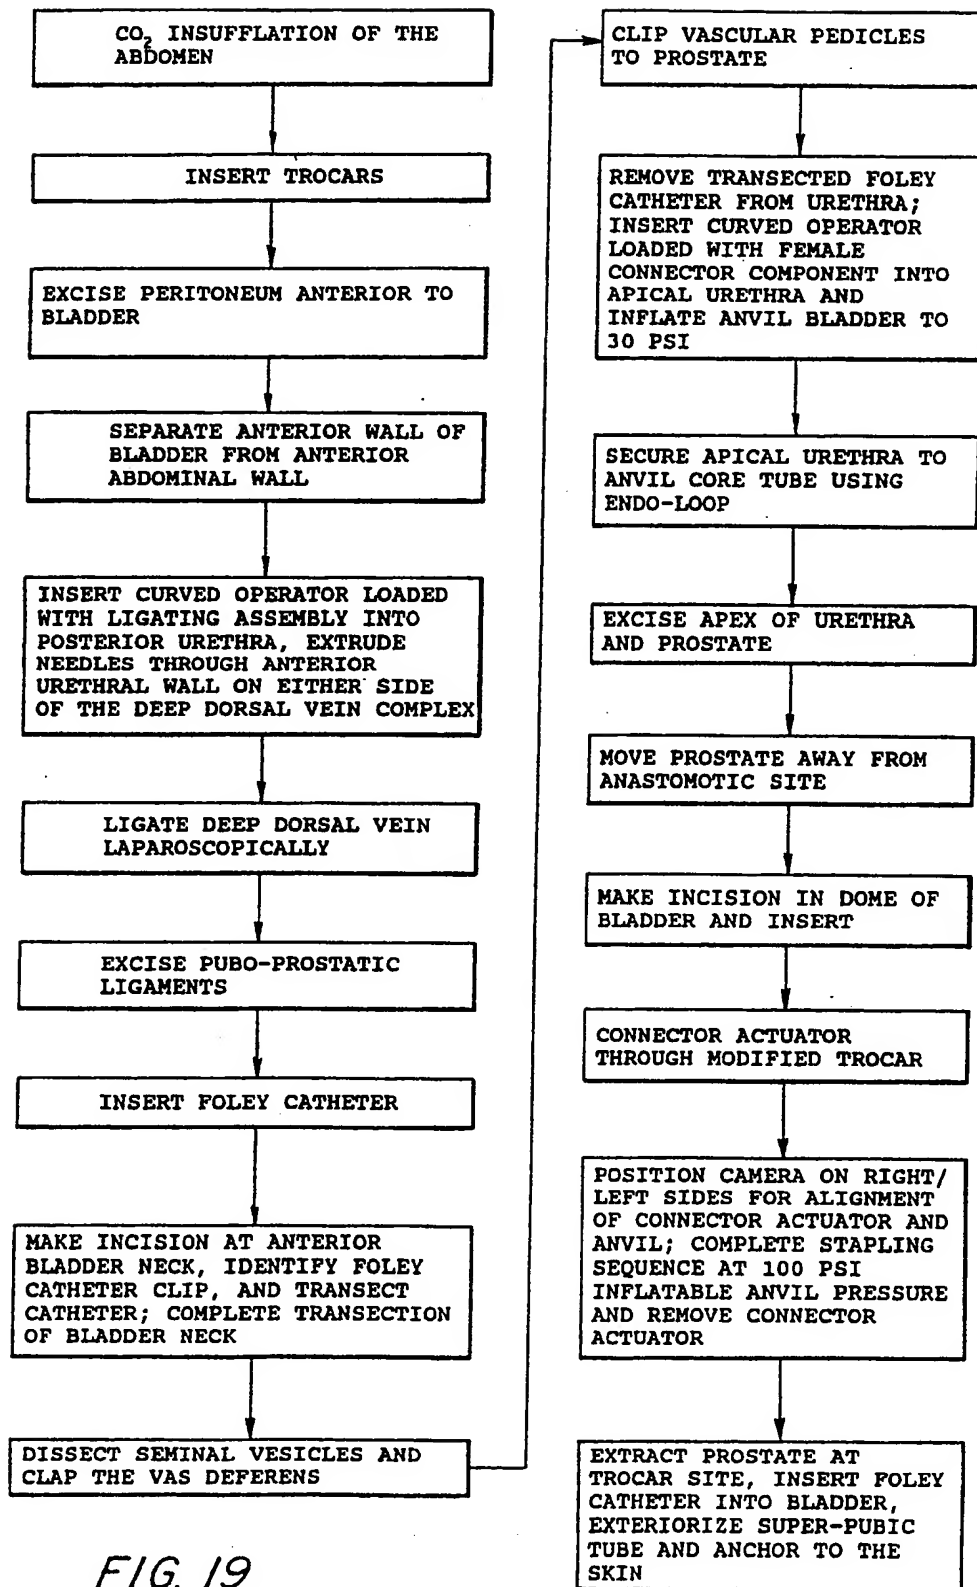 CO₂ INSUFFLATION OF THE
ABDOMEN
INSERT TROCARS
EXCISE PERITONEUM ANTERIOR TO
BLADDER
SEPARATE ANTERIOR WALL OF
BLADDER FROM ANTERIOR
ABDOMINAL WALL
INSERT CURVED OPERATOR LOADED
WITH LIGATING ASSEMBLY INTO
POSTERIOR URETHRA, EXTRUDE
NEEDLES THROUGH ANTERIOR
URETHRAL WALL ON EITHER SIDE
OF THE DEEP DORSAL VEIN COMPLEX
LIGATE DEEP DORSAL VEIN
LAPAROSCOPICALLY
EXCISE PUBO-PROSTATIC
LIGAMENTS
INSERT FOLEY CATHETER
MAKE INCISION AT ANTERIOR
BLADDER NECK, IDENTIFY FOLEY
CATHETER CLIP, AND TRANSECT
CATHETER; COMPLETE TRANSECTION
OF BLADDER NECK
DISSECT SEMINAL VESICLES AND
CLAP THE VAS DEFERENS
CLIP VASCULAR PEDICLES
TO PROSTATE
REMOVE TRANSECTED FOLEY
CATHETER FROM URETHRA;
INSERT CURVED OPERATOR
LOADED WITH FEMALE
CONNECTOR COMPONENT INTO
APICAL URETHRA AND
INFLATE ANVIL BLADDER TO
30 PSI
SECURE APICAL URETHRA TO
ANVIL CORE TUBE USING
ENDO-LOOP
EXCISE APEX OF URETHRA
AND PROSTATE
MOVE PROSTATE AWAY FROM
ANASTOMOTIC SITE
MAKE INCISION IN DOME OF
BLADDER AND INSERT
CONNECTOR ACTUATOR
THROUGH MODIFIED TROCAR
POSITION CAMERA ON RIGHT/
LEFT SIDES FOR ALIGNMENT
OF CONNECTOR ACTUATOR AND
ANVIL; COMPLETE STAPLING
SEQUENCE AT 100 PSI
INFLATABLE ANVIL PRESSURE
AND REMOVE CONNECTOR
ACTUATOR
EXTRACT PROSTATE AT
TROCAR SITE, INSERT FOLEY
CATHETER INTO BLADDER,
EXTERIORIZE SUPER-PUBIC
TUBE AND ANCHOR TO THE
SKIN
FIG. 19